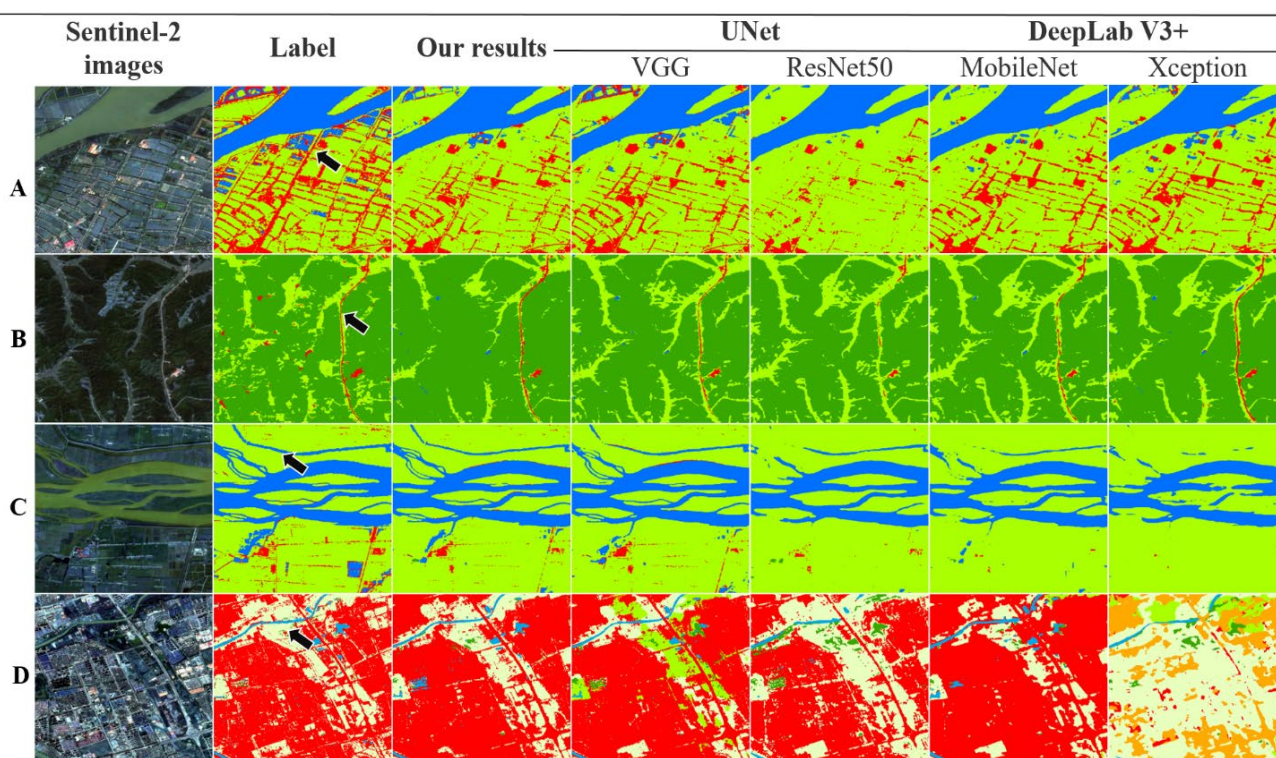 Sentinel-2 images
Label
Our results
UNet
DeepLab V3+
VGG
ResNet50
MobileNet
Xception
A
B
C
D